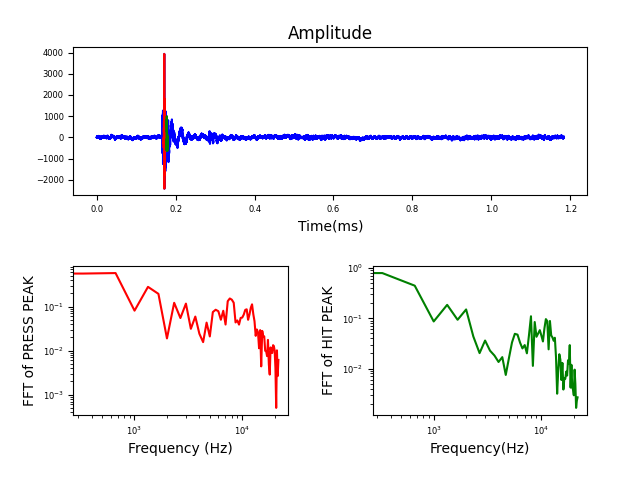 Amplitude
4000
3000
2000
1000
0
−1000
−2000
0.0 0.2 0.4 0.6 0.8 1.0 1.2
Time(ms)
FFT of PRESS PEAK
10⁻¹
10⁻²
10⁻³
10³ 10⁴
Frequency (Hz)
FFT of HIT PEAK
10⁰
10⁻¹
10⁻²
10³ 10⁴
Frequency(Hz)